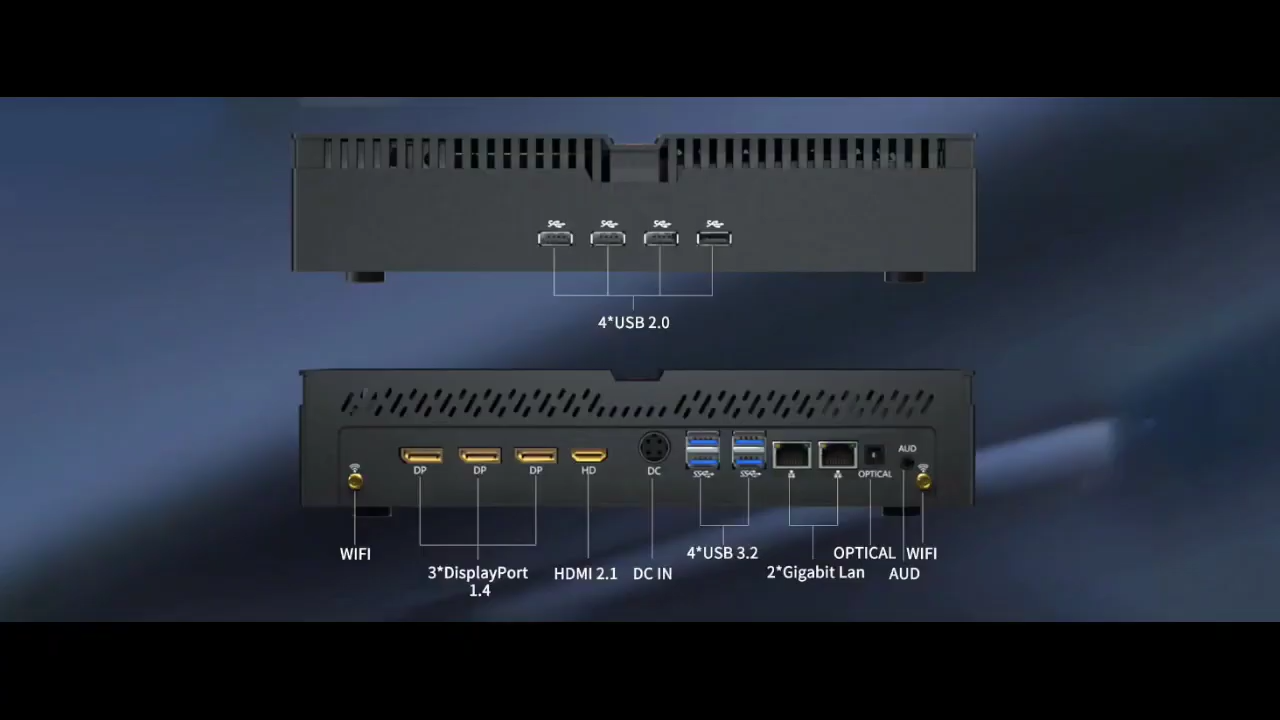 4*USB 2.0
DP DP DP HD DC OPTICAL AUD
WIFI
3*DisplayPort
1.4
HDMI 2.1
DC IN
4*USB 3.2
2*Gigabit Lan
OPTICAL
AUD
WIFI